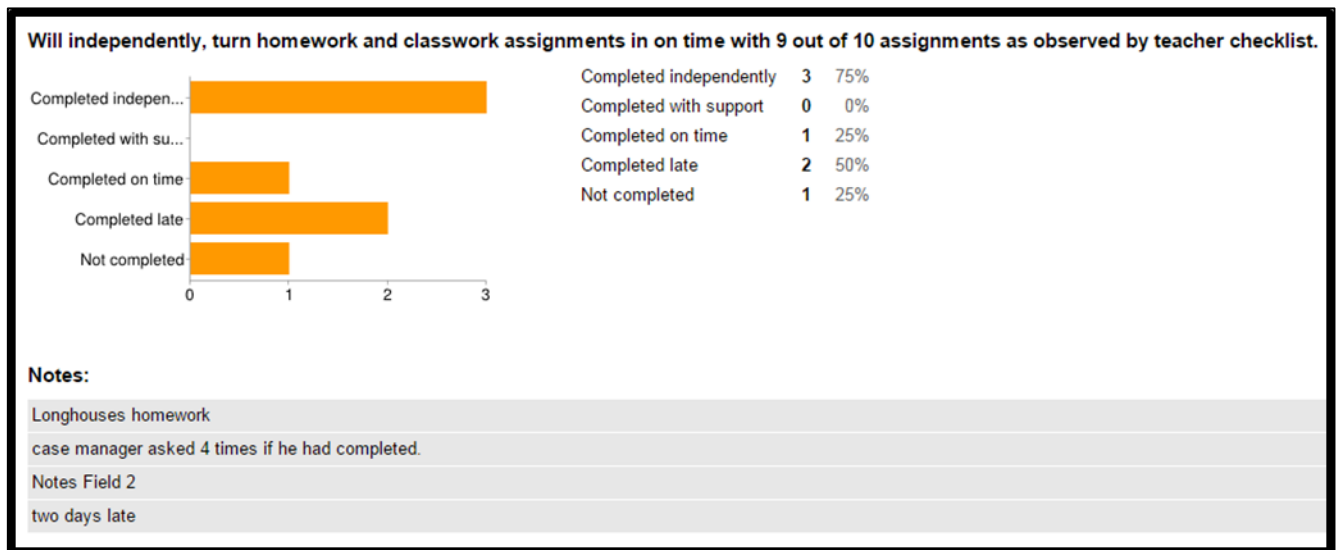 Will independently, turn homework and classwork assignments in on time with 9 out of 10 assignments as observed by teacher checklist.
Completed indepen...
Completed with su...
Completed on time
Completed late
Not completed
0 1 2 3
Completed independently 3 75%
Completed with support 0 0%
Completed on time 1 25%
Completed late 2 50%
Not completed 1 25%
Notes:
Longhouses homework
case manager asked 4 times if he had completed.
Notes Field 2
two days late